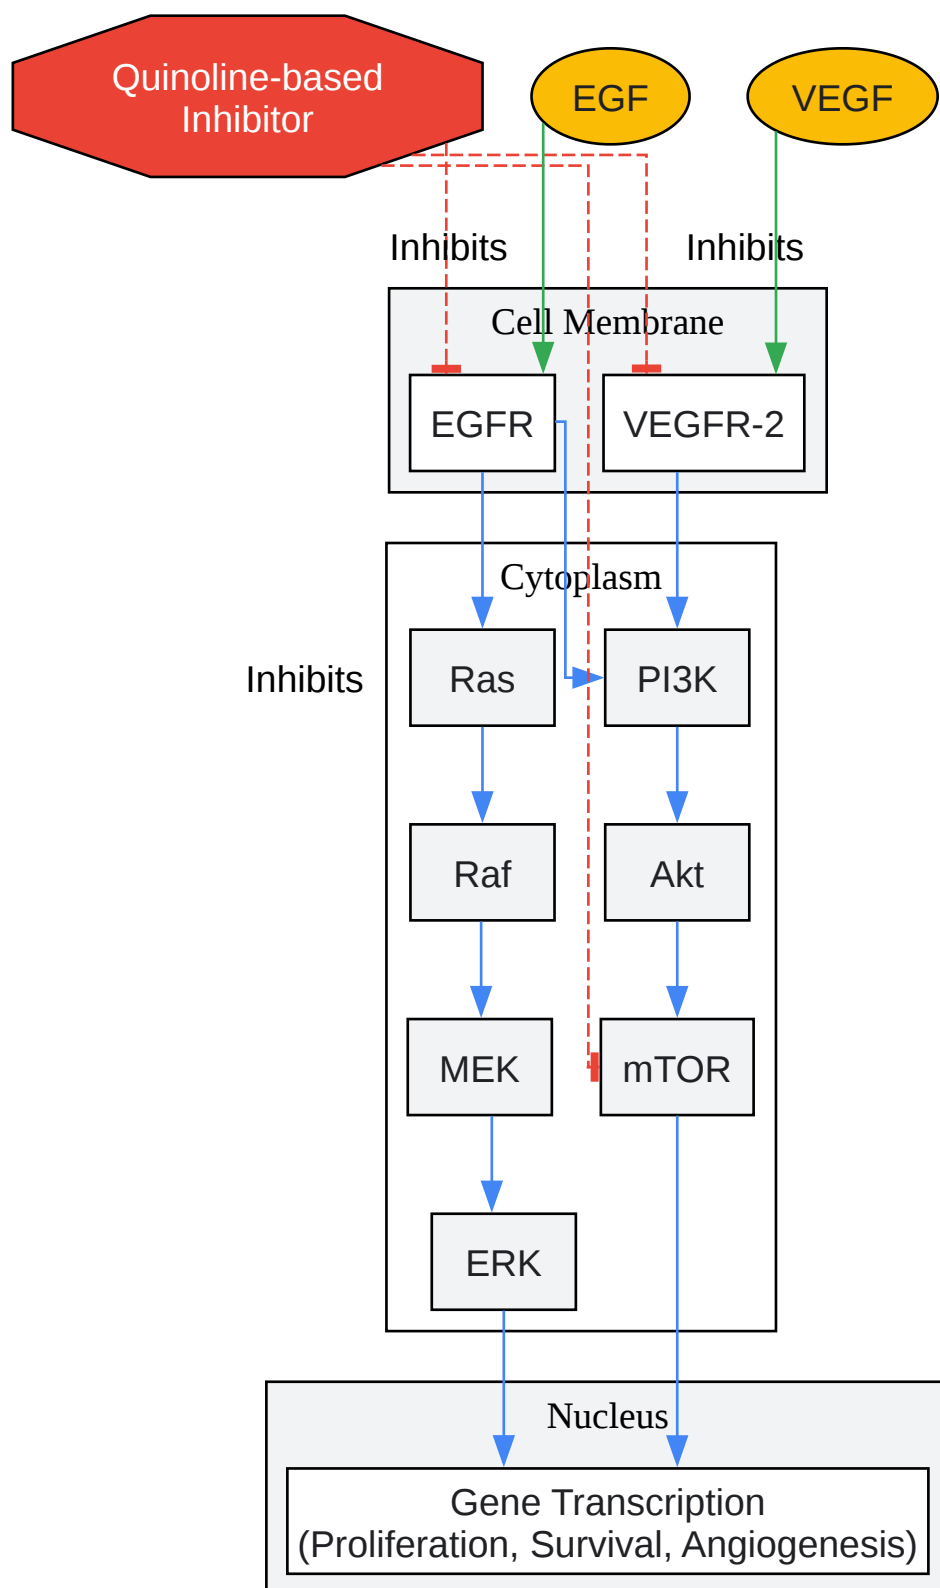 Quinoline-based
Inhibitor
EGF
VEGF
Inhibits
Inhibits
Cell Membrane
EGFR
VEGFR-2
Cytoplasm
Inhibits
Ras
PI3K
Raf
Akt
MEK
mTOR
ERK
Nucleus
Gene Transcription
(Proliferation, Survival, Angiogenesis)